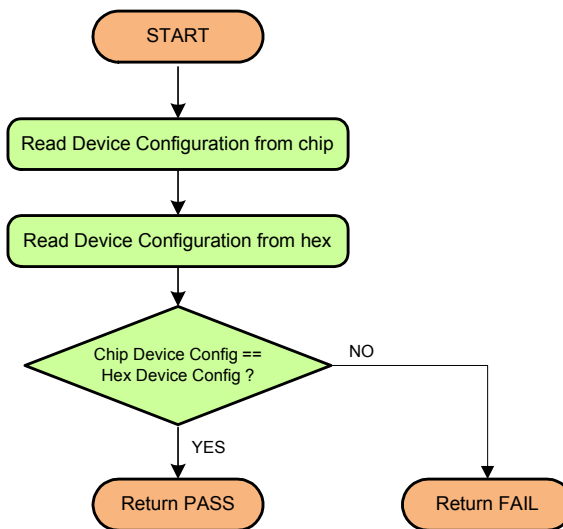 START
Read Device Configuration from chip
Read Device Configuration from hex
Chip Device Config ==
Hex Device Config ?
NO
YES
Return PASS
Return FAIL